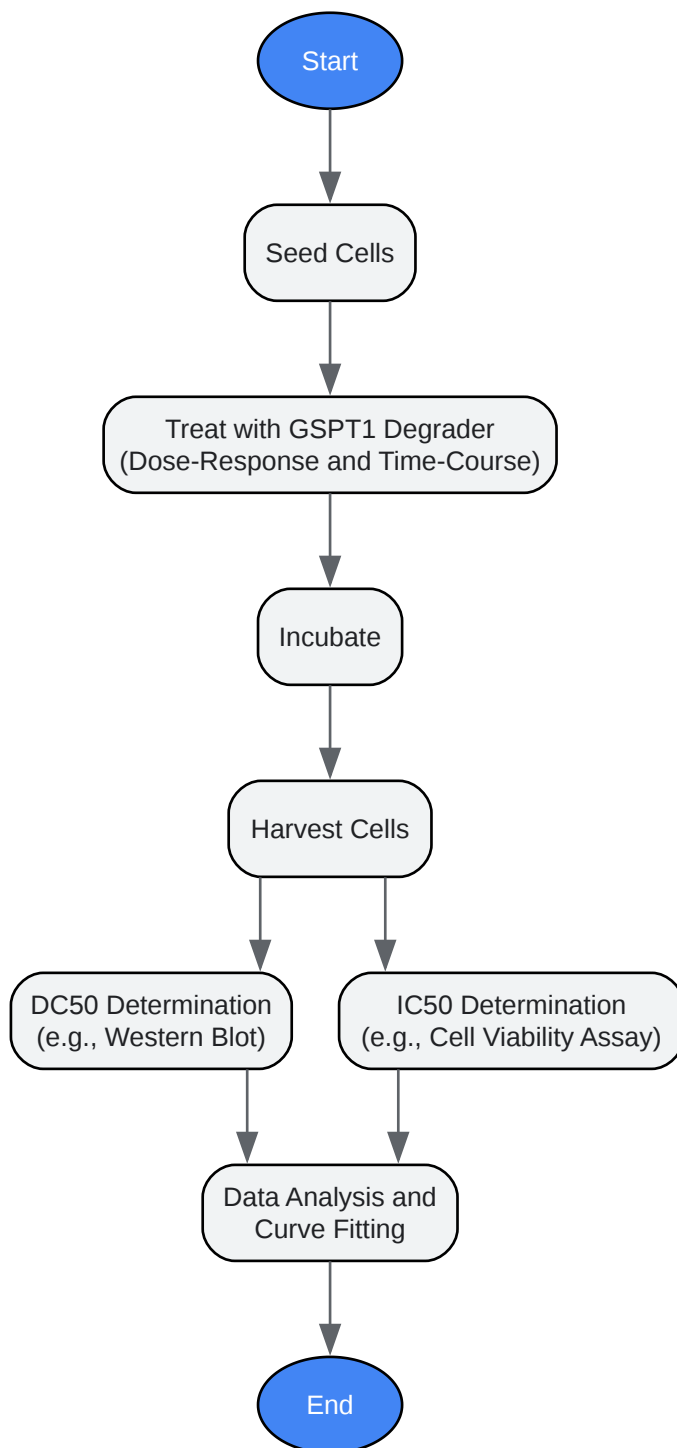 Start
Seed Cells
Treat with GSPT1 Degrader
(Dose-Response and Time-Course)
Incubate
Harvest Cells
DC50 Determination
(e.g., Western Blot)
IC50 Determination
(e.g., Cell Viability Assay)
Data Analysis and
Curve Fitting
End